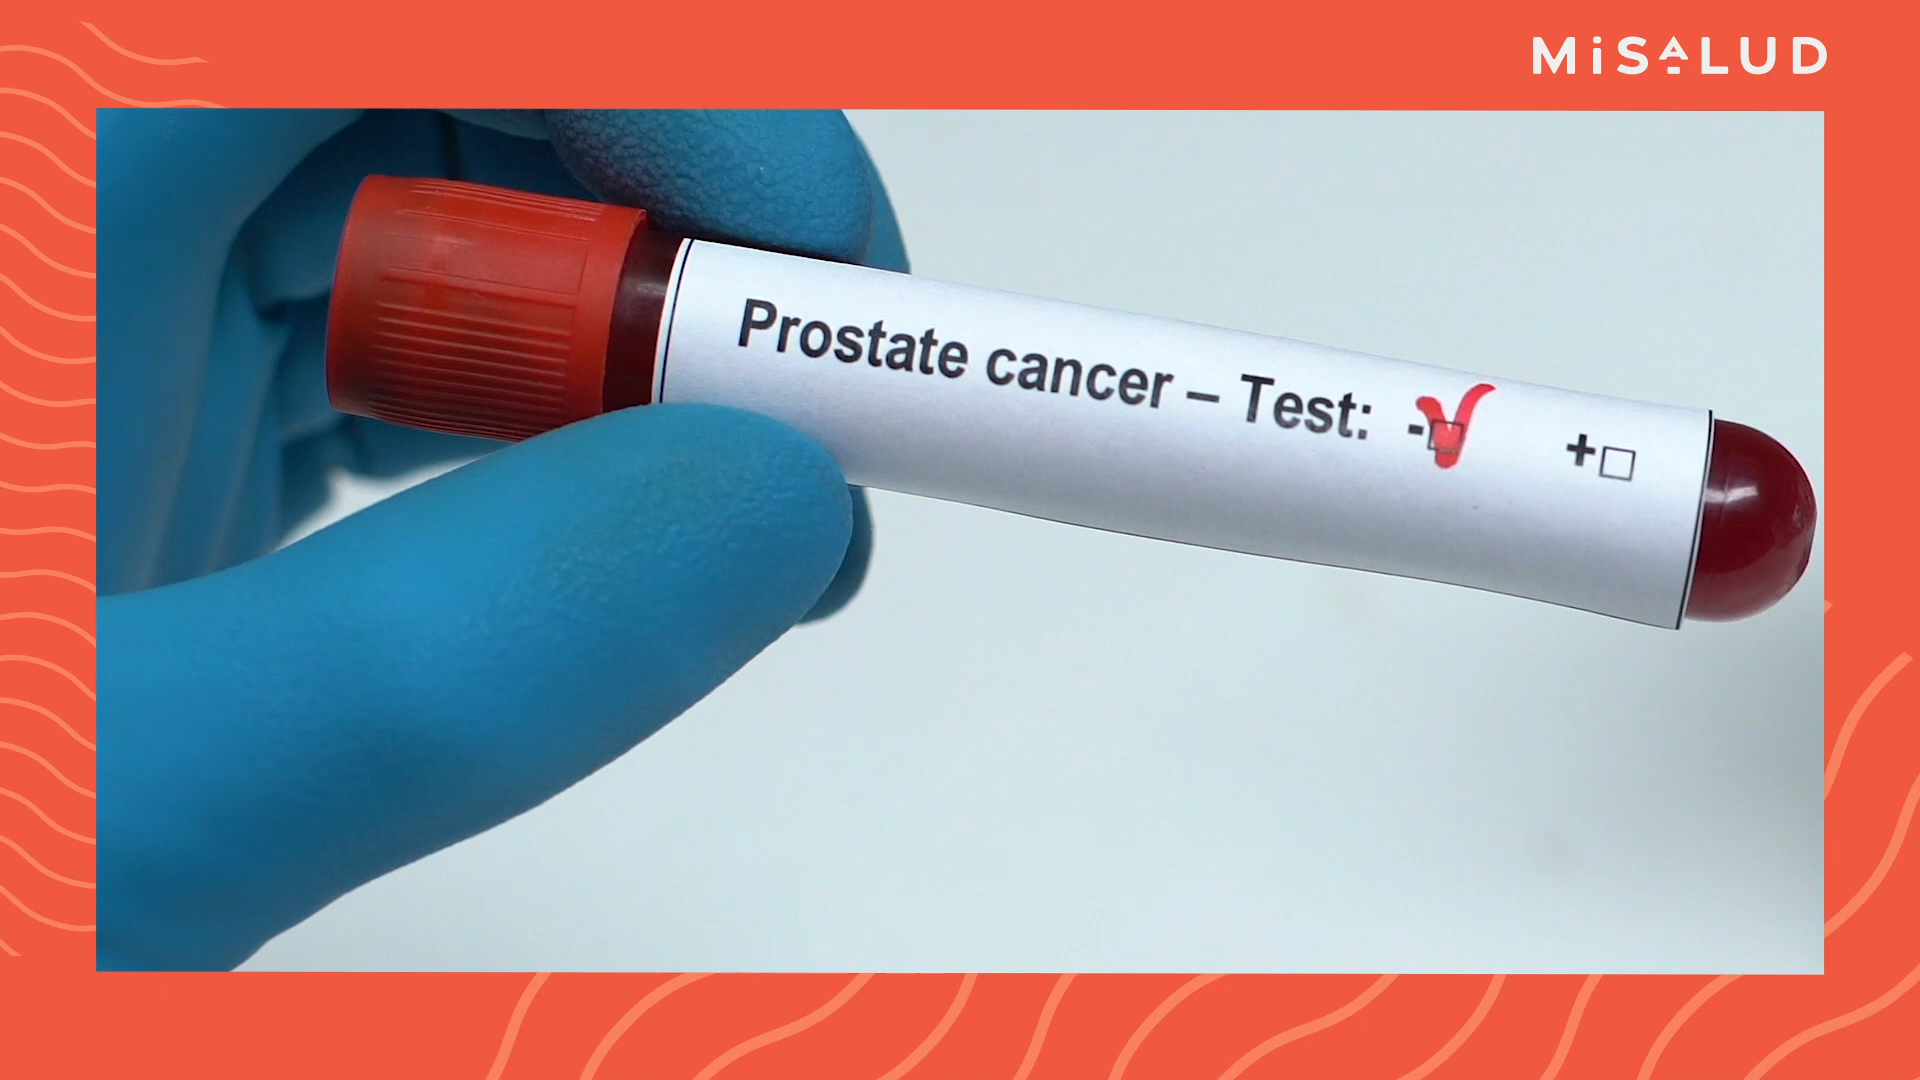 MiSALUD
Prostate cancer – Test: -☑ +☐